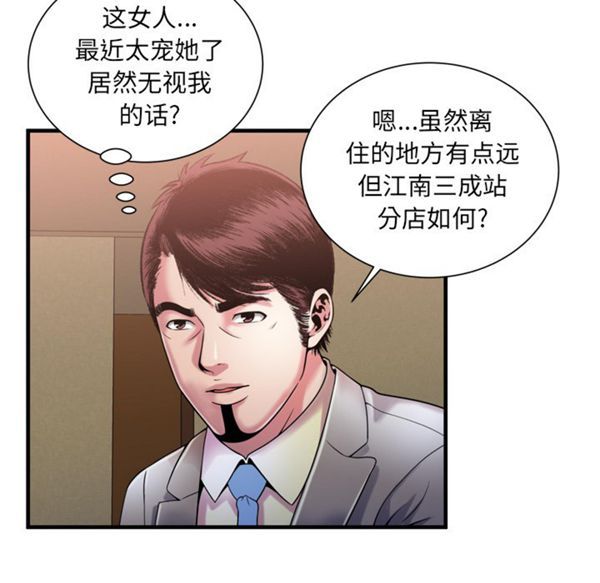 这女人...
最近太宠她了
居然无视我
的话?
嗯...虽然离
住的地方有点远
但江南三成站
分店如何?